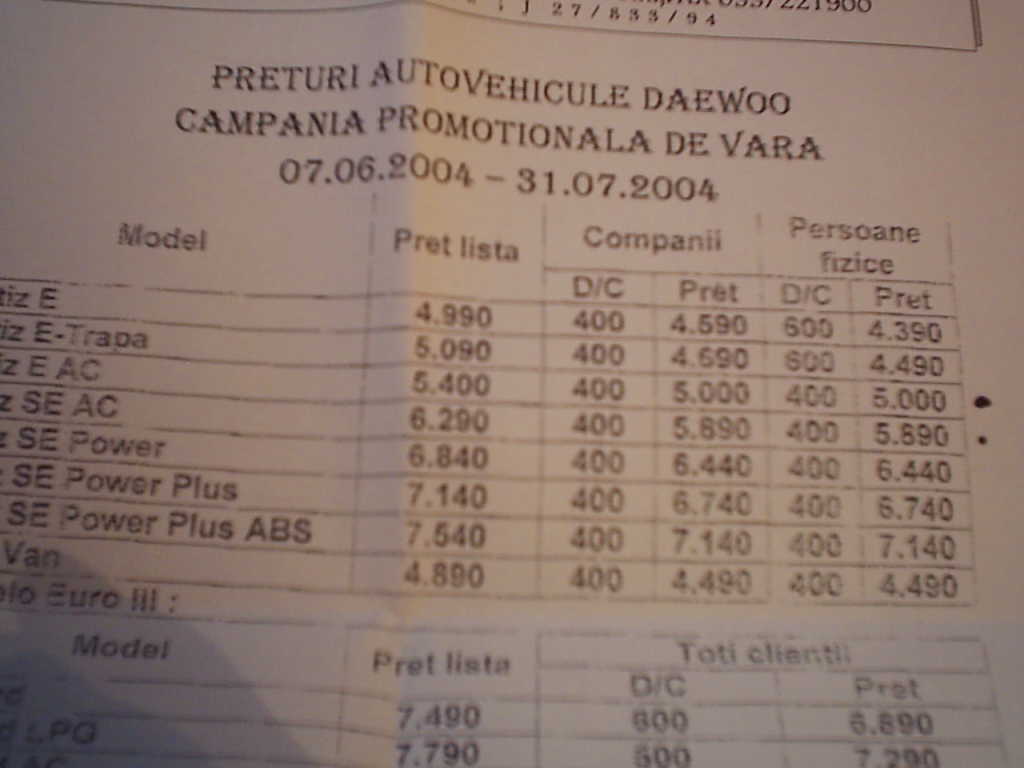 J 27/833/94
PRETURI AUTOVEHICULE DAEWOO
CAMPANIA PROMOTIONALA DE VARA
07.06.2004 – 31.07.2004
Model Pret lista Companii Persoane fizice
D/C Pret D/C Pret
tiz E 4.990 400 4.590 600 4.390
iz E-Trapa 5.090 400 4.690 600 4.490
iz E AC 5.400 400 5.000 400 5.000
z SE AC 6.290 400 5.890 400 5.890
z SE Power 6.840 400 6.440 400 6.440
SE Power Plus 7.140 400 6.740 400 6.740
SE Power Plus ABS 7.540 400 7.140 400 7.140
Van 4.890 400 4.490 400 4.490
elo Euro III :
Model Pret lista Toti clientii
D/C Pret
rd 7.490 600 6.890
d LPG 7.790 500 7.290
AC